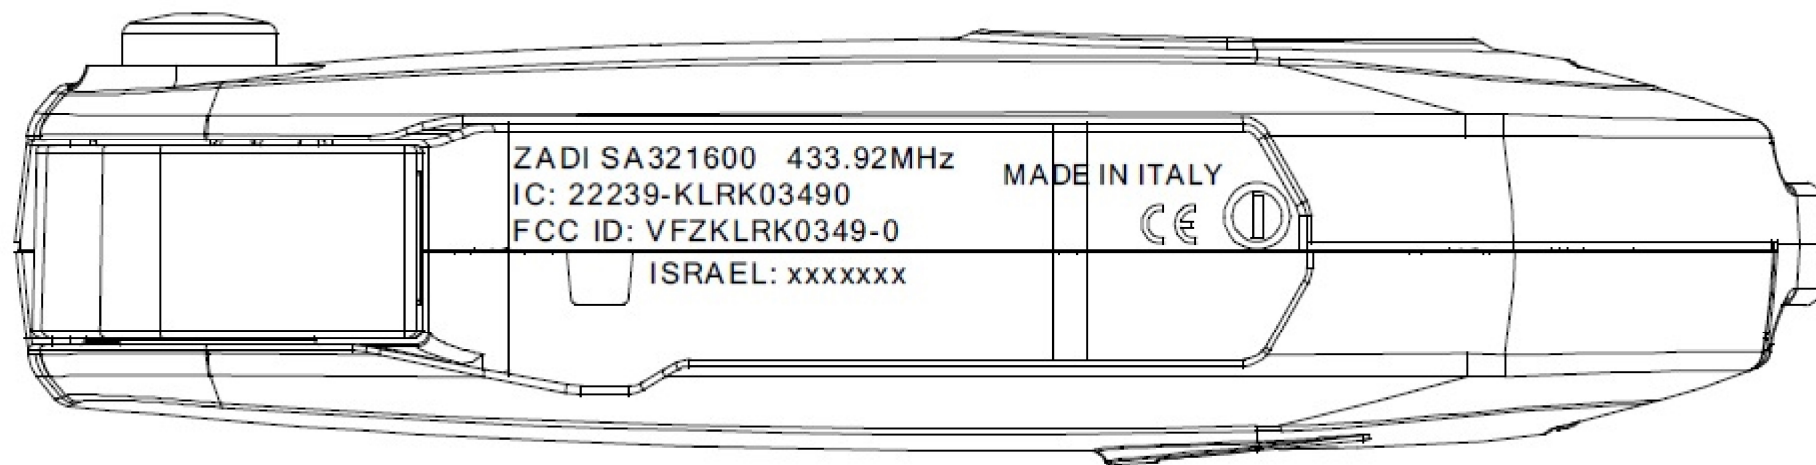 ZADI SA321600 433.92MHz
IC: 22239-KLRK03490
FCC ID: VFZKLRK0349-0
ISRAEL: xxxxxxx
MADE IN ITALY
CE